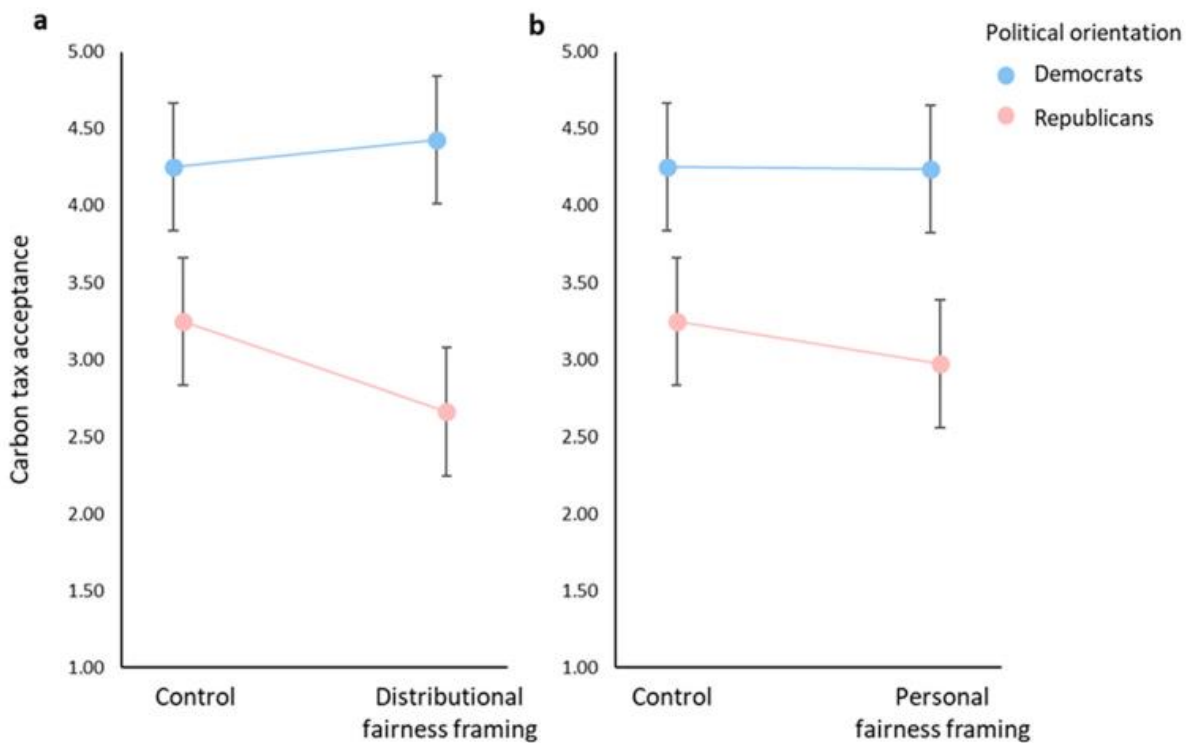 a
b
Political orientation
Democrats
Republicans
Carbon tax acceptance
5.00
4.50
4.00
3.50
3.00
2.50
2.00
1.50
1.00
Control
Distributional
fairness framing
5.00
4.50
4.00
3.50
3.00
2.50
2.00
1.50
1.00
Control
Personal
fairness framing